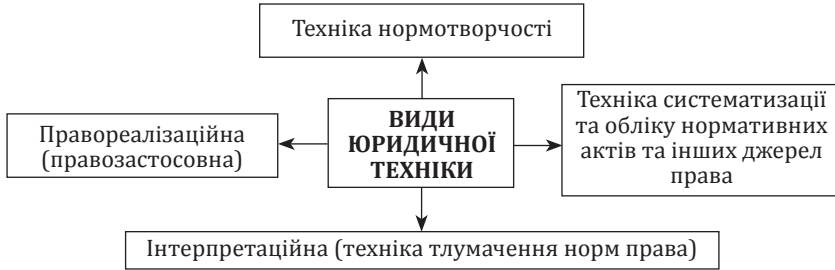 Техніка нормотворчості
Правореалізаційна
(правозастосовна)
ВИДИ
ЮРИДИЧНОЇ
ТЕХНІКИ
Техніка систематизації
та обліку нормативних
актів та інших джерел
права
Інтерпретаційна (техніка тлумачення норм права)